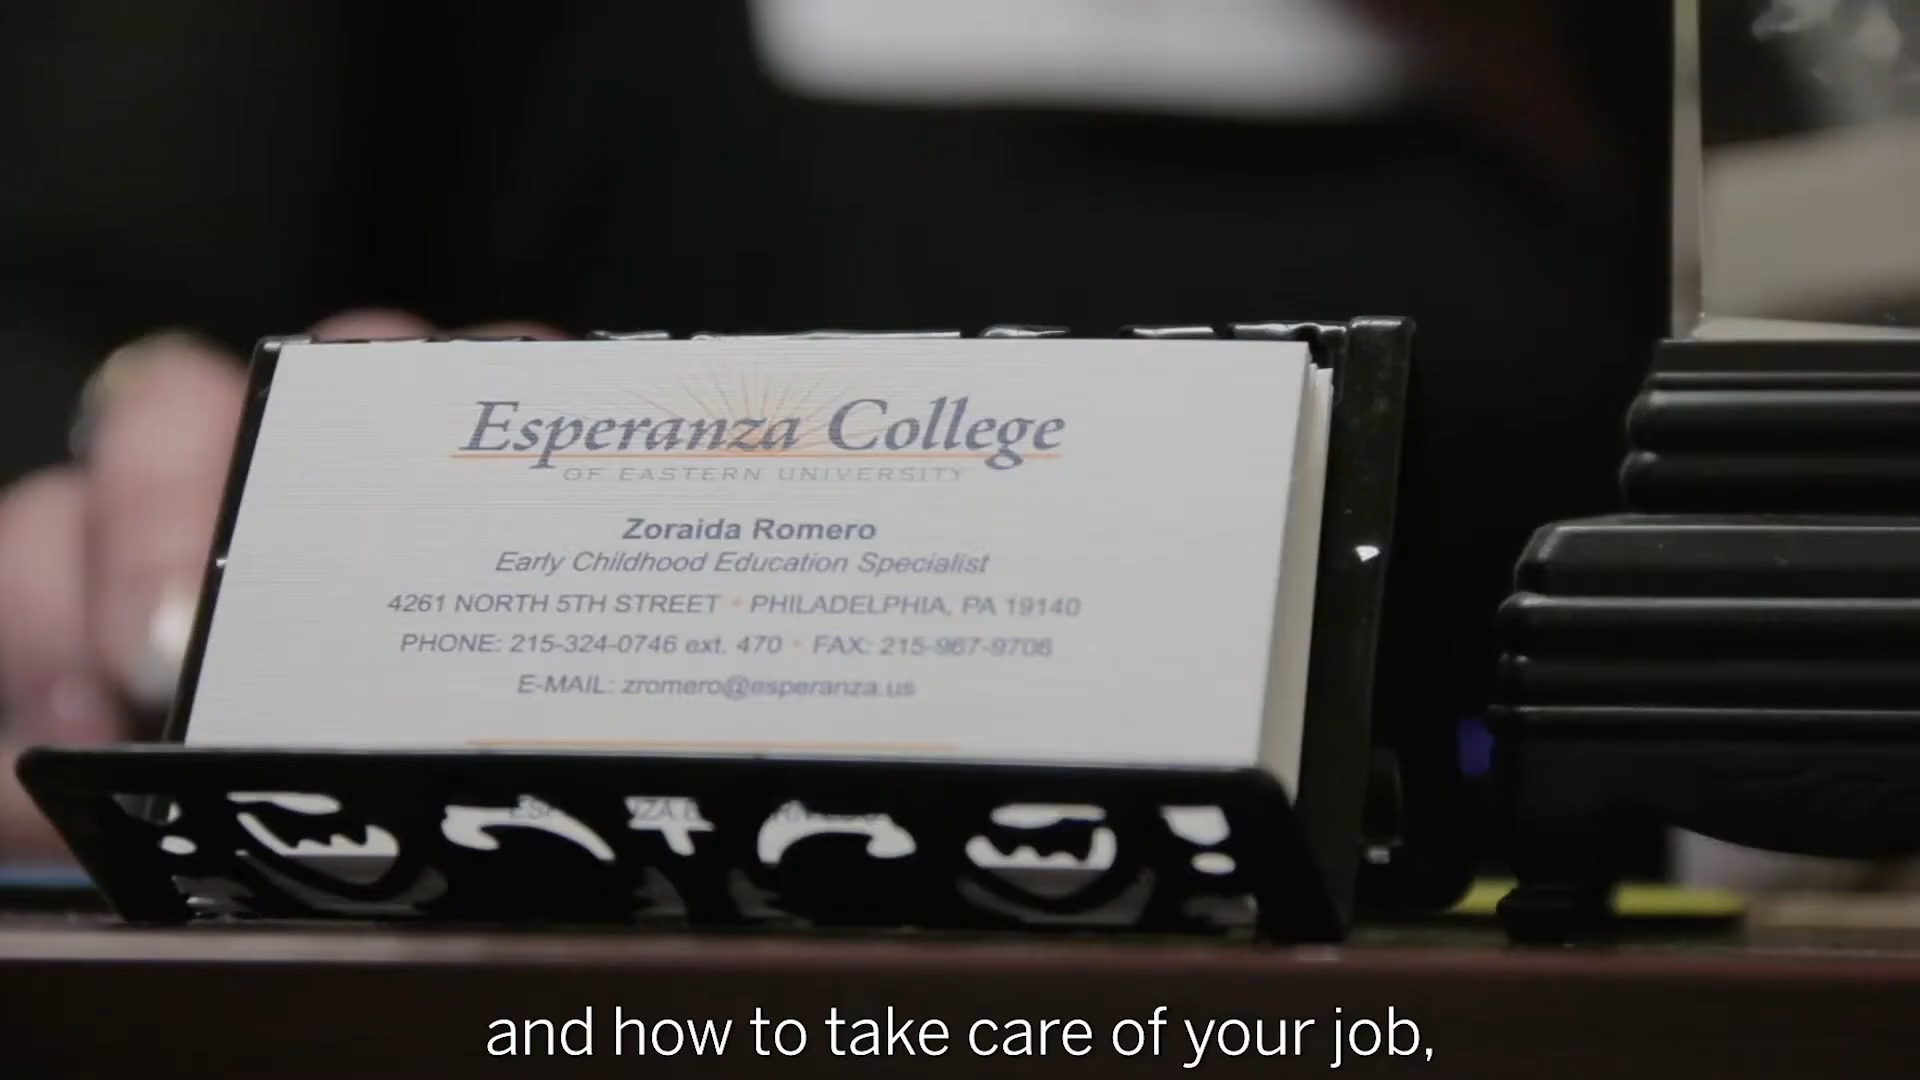 Esperanza College
OF EASTERN UNIVERSITY
Zoraida Romero
Early Childhood Education Specialist
4261 NORTH 5TH STREET • PHILADELPHIA, PA 19140
PHONE: 215-324-0746 ext. 470 • FAX: 215-967-9706
E-MAIL: zromero@esperanza.us
and how to take care of your job,